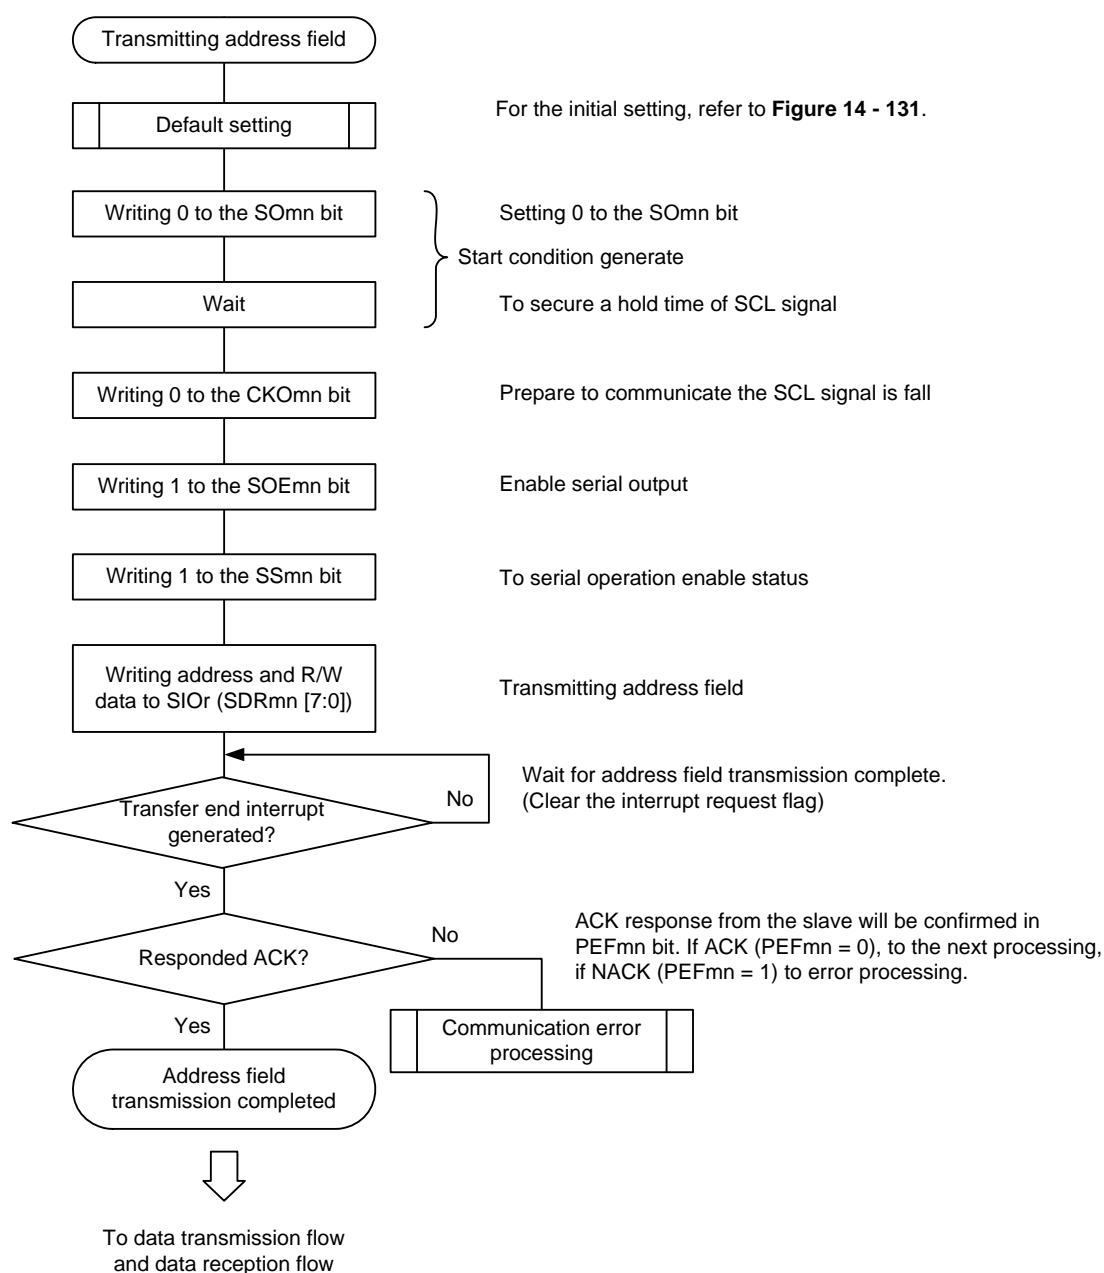 Transmitting address field
Default setting
For the initial setting, refer to Figure 14 - 131.
Writing 0 to the SOmn bit
Setting 0 to the SOmn bit
Start condition generate
Wait
To secure a hold time of SCL signal
Writing 0 to the CKOmn bit
Prepare to communicate the SCL signal is fall
Writing 1 to the SOEmn bit
Enable serial output
Writing 1 to the SSmn bit
To serial operation enable status
Writing address and R/W
data to SIOr (SDRmn [7:0])
Transmitting address field
Transfer end interrupt
generated?
No
Wait for address field transmission complete.
(Clear the interrupt request flag)
Yes
Responded ACK?
No
ACK response from the slave will be confirmed in
PEFmn bit. If ACK (PEFmn = 0), to the next processing,
if NACK (PEFmn = 1) to error processing.
Yes
Communication error
processing
Address field
transmission completed
To data transmission flow
and data reception flow